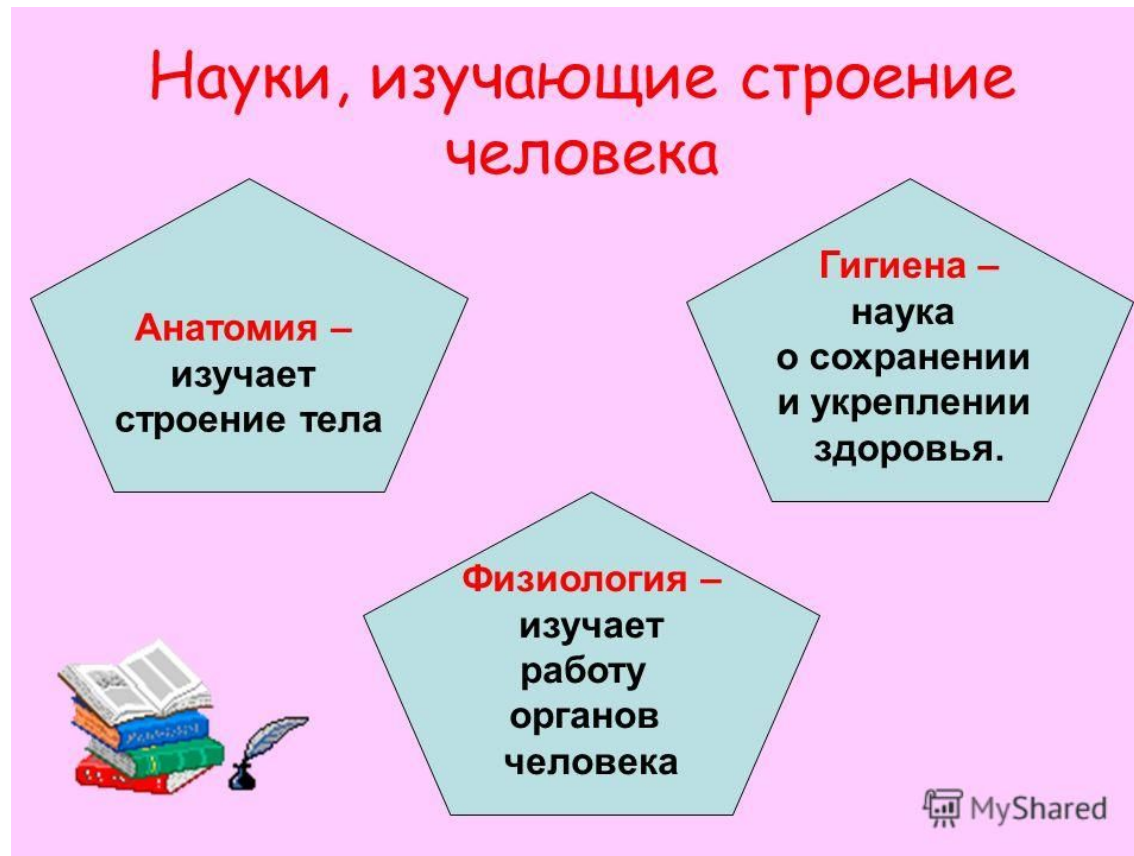 Науки, изучающие строение
человека
Анатомия –
изучает
строение тела
Гигиена –
наука
о сохранении
и укреплении
здоровья.
Физиология –
изучает
работу
органов
человека
MyShared